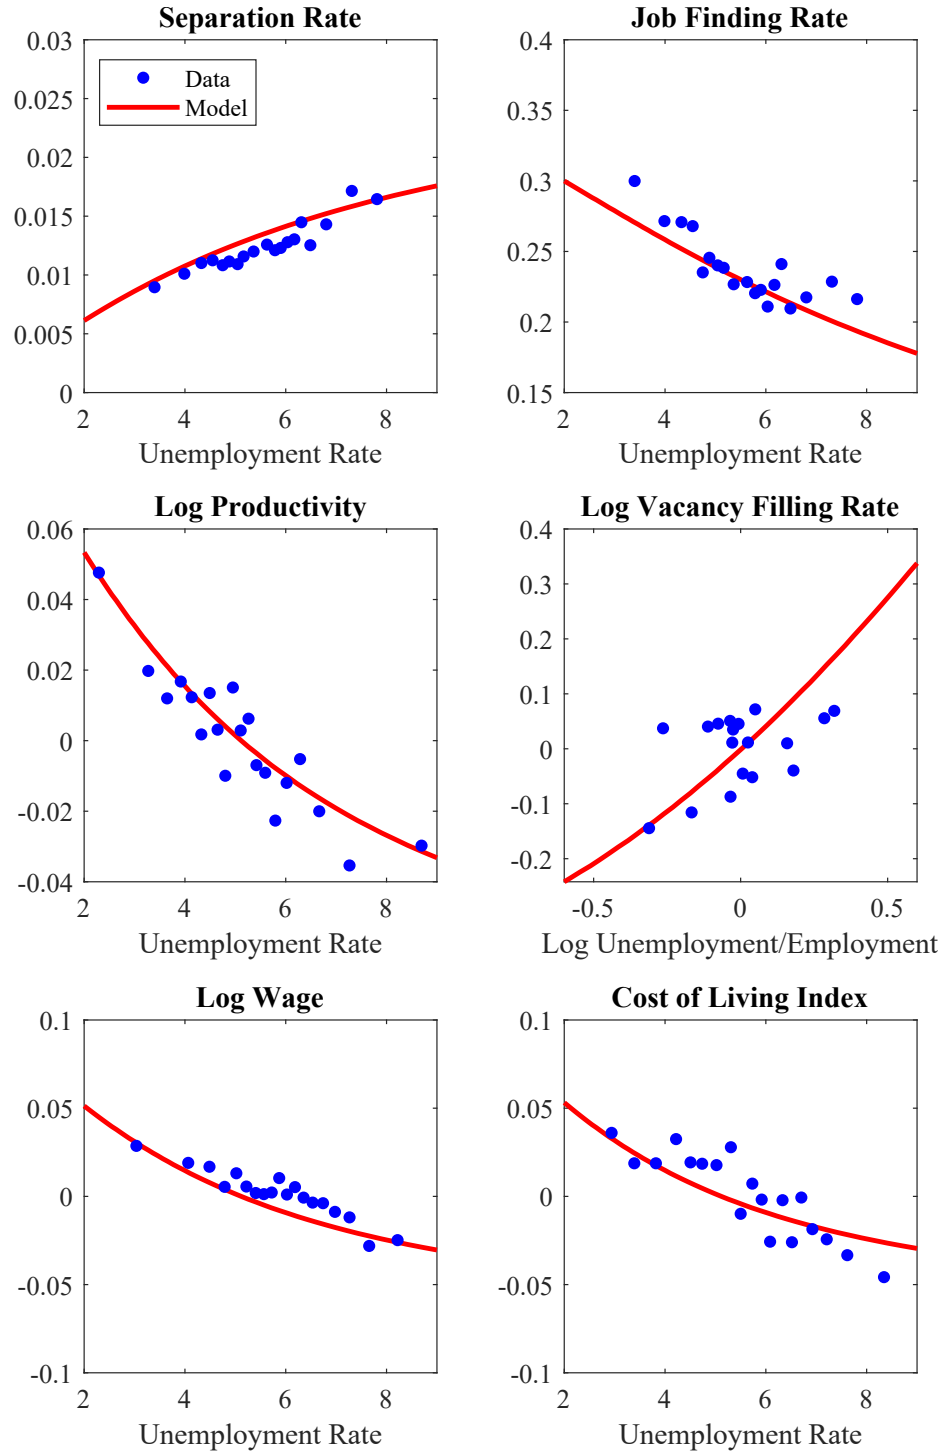 Separation Rate
0.03
0.025
0.02
0.015
0.01
0.005
0
2 4 6 8
Unemployment Rate
Data
Model
Job Finding Rate
0.4
0.35
0.3
0.25
0.2
0.15
2 4 6 8
Unemployment Rate
Log Productivity
0.06
0.04
0.02
0
-0.02
-0.04
2 4 6 8
Unemployment Rate
Log Vacancy Filling Rate
0.4
0.3
0.2
0.1
0
-0.1
-0.2
-0.5 0 0.5
Log Unemployment/Employment
Log Wage
0.1
0.05
0
-0.05
-0.1
2 4 6 8
Unemployment Rate
Cost of Living Index
0.1
0.05
0
-0.05
-0.1
2 4 6 8
Unemployment Rate